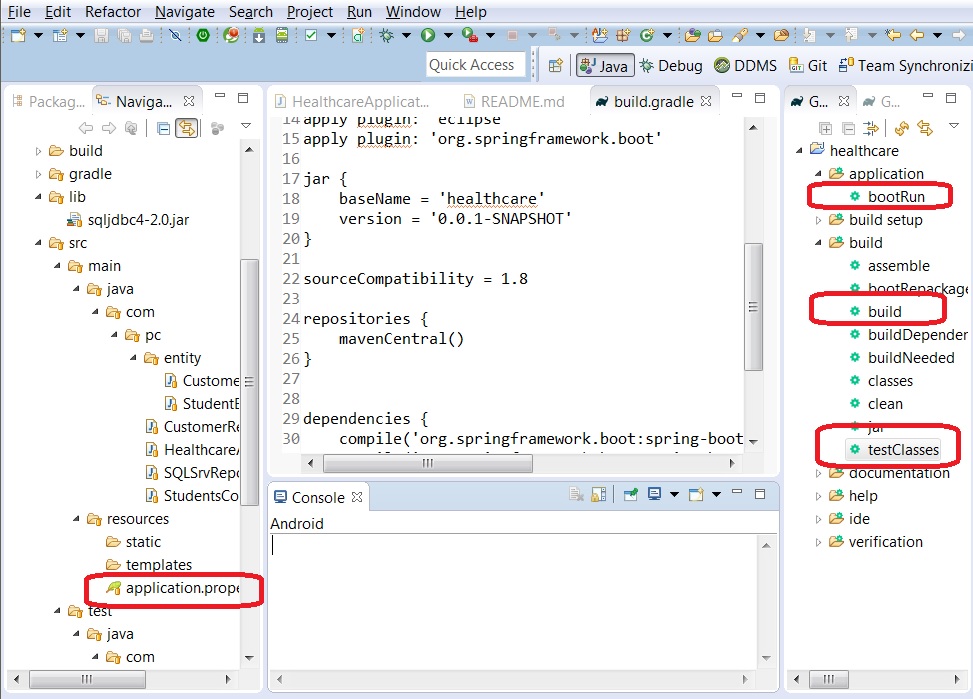 File Edit Refactor Navigate Search Project Run Window Help
Quick Access
Java Debug DDMS Git Team Synchronizi
Packag...
Naviga...
build
gradle
lib
sqljdbc4-2.0.jar
src
main
java
com
pc
entity
Custome
StudentE
CustomerRe
HealthcareA
SQLSrvRepo
StudentsCo
resources
static
templates
application.prope
test
java
com
HealthcareApplicat...
README.md
build.gradle
14 apply plugin: 'eclipse'
15 apply plugin: 'org.springframework.boot'
16
17 jar {
18 baseName = 'healthcare'
19 version = '0.0.1-SNAPSHOT'
20 }
21
22 sourceCompatibility = 1.8
23
24 repositories {
25 mavenCentral()
26 }
27
28
29 dependencies {
30 compile('org.springframework.boot:spring-boot
Console
Android
G...
G...
healthcare
application
bootRun
build setup
build
assemble
bootRepackage
build
buildDepender
buildNeeded
classes
clean
jar
testClasses
documentation
help
ide
verification